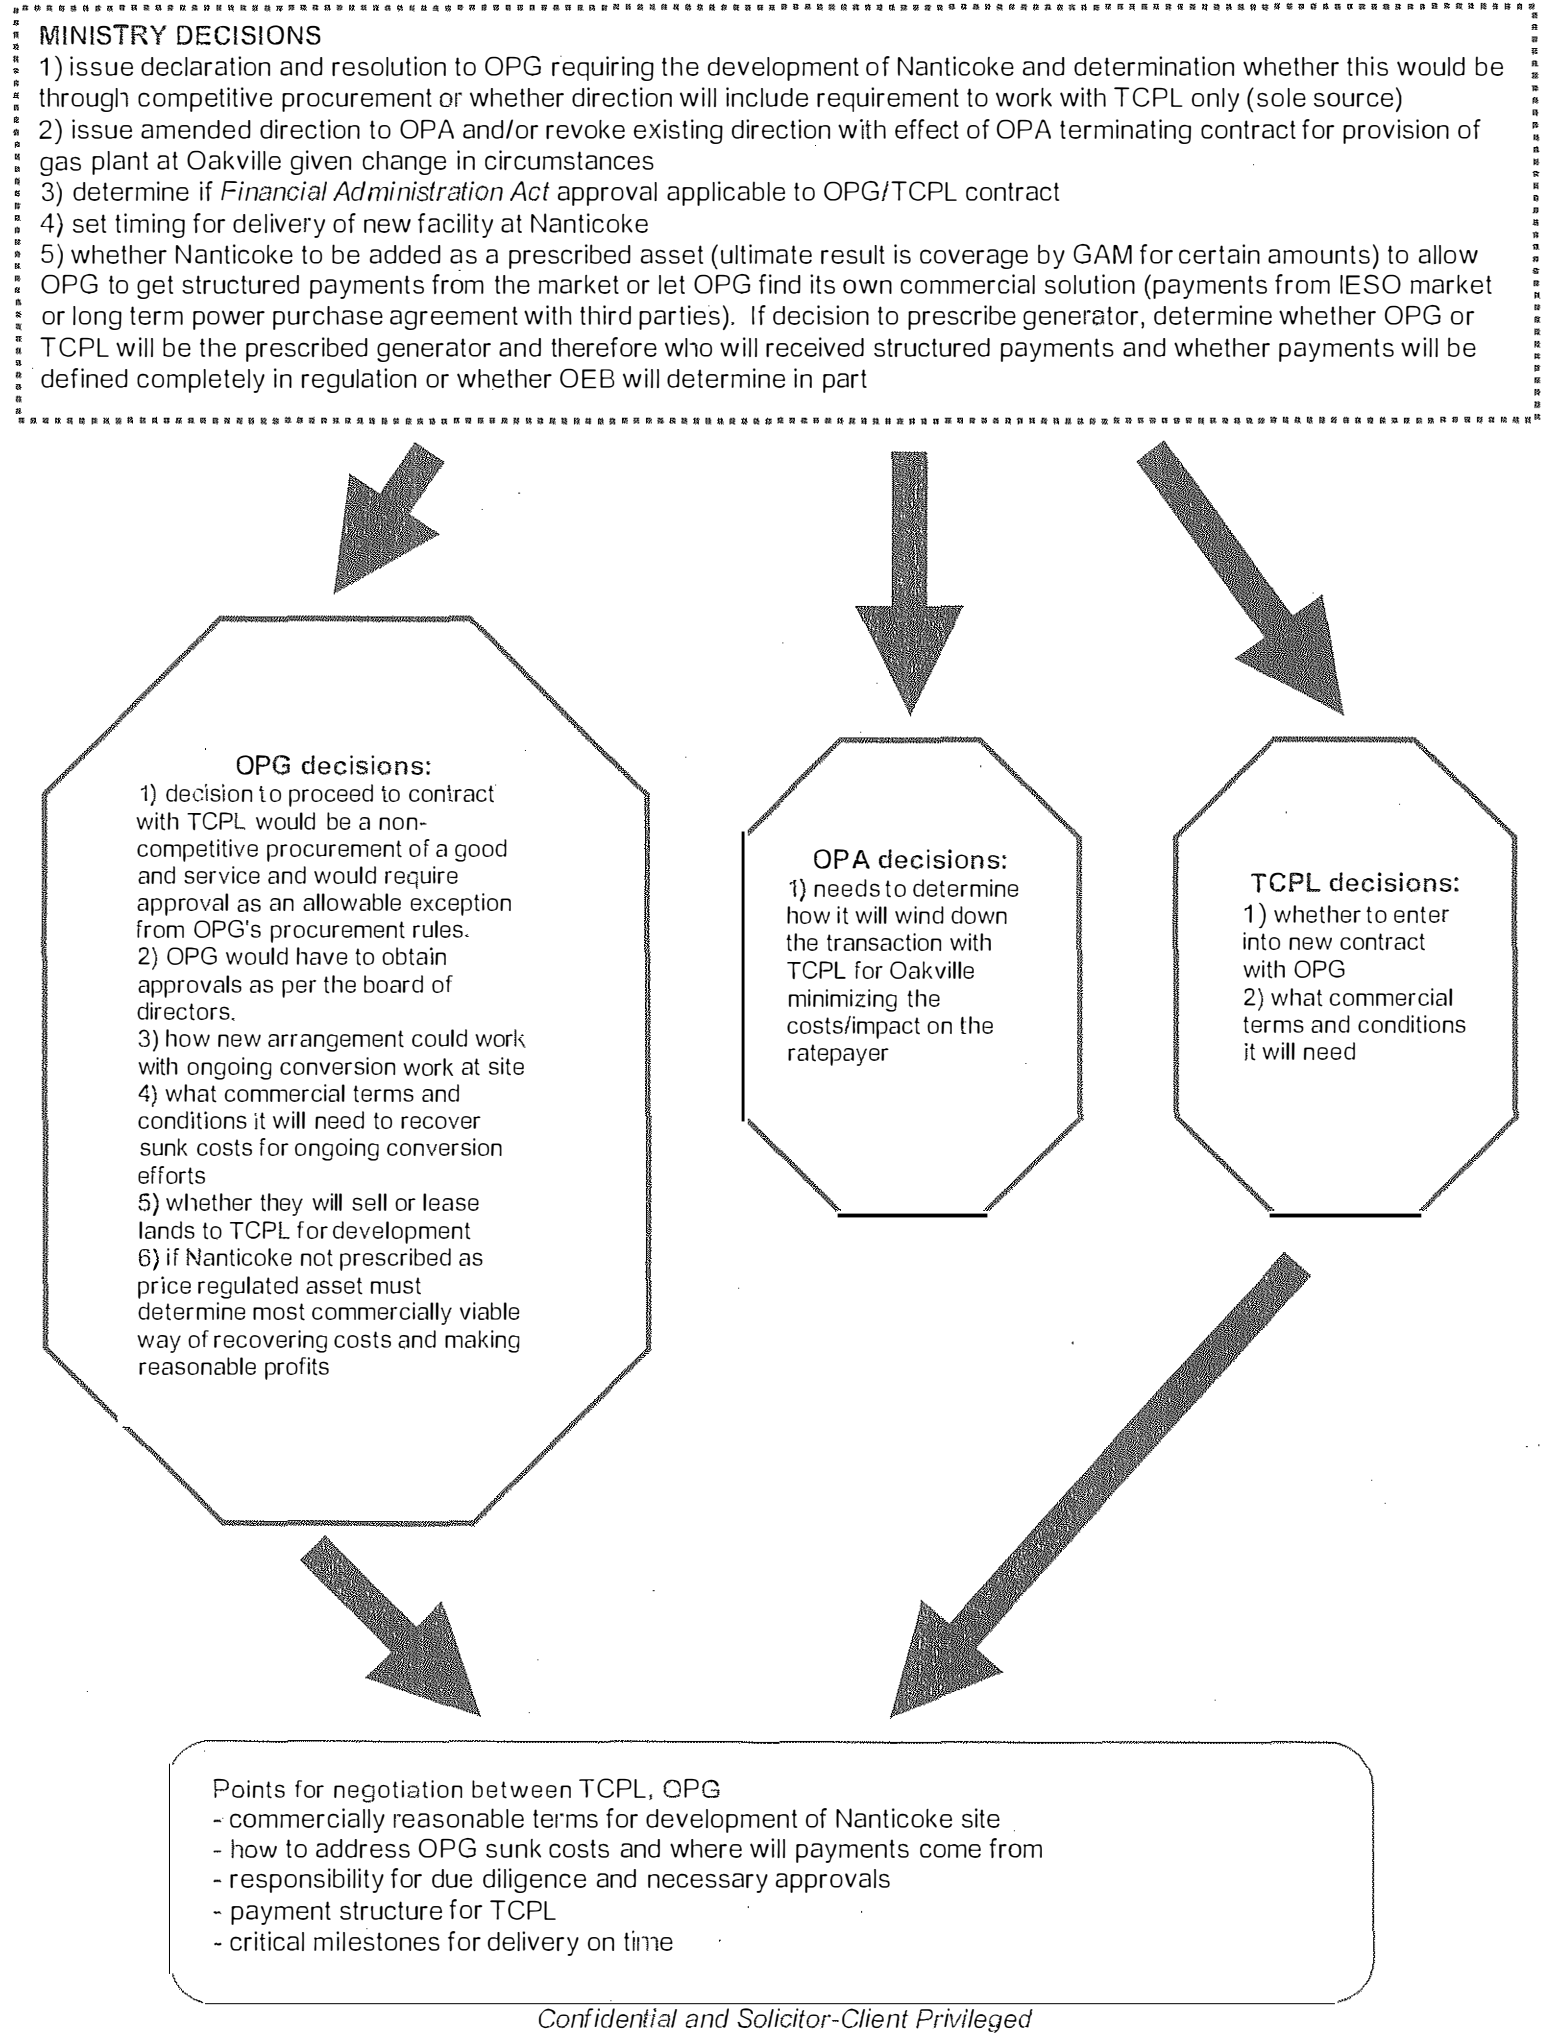 MINISTRY DECISIONS
1) issue declaration and resolution to OPG requiring the development of Nanticoke and determination whether this would be
through competitive procurement or whether direction will include requirement to work with TCPL only (sole source)
2) issue amended direction to OPA and/or revoke existing direction with effect of OPA terminating contract for provision of
gas plant at Oakville given change in circumstances
3) determine if Financial Administration Act approval applicable to OPG/TCPL contract
4) set timing for delivery of new facility at Nanticoke
5) whether Nanticoke to be added as a prescribed asset (ultimate result is coverage by GAM for certain amounts) to allow
OPG to get structured payments from the market or let OPG find its own commercial solution (payments from IESO market
or long term power purchase agreement with third parties). If decision to prescribe generator, determine whether OPG or
TCPL will be the prescribed generator and therefore who will received structured payments and whether payments will be
defined completely in regulation or whether OEB will determine in part
OPG decisions:
1) decision to proceed to contract
with TCPL would be a non-
competitive procurement of a good
and service and would require
approval as an allowable exception
from OPG's procurement rules.
2) OPG would have to obtain
approvals as per the board of
directors.
3) how new arrangement could work
with ongoing conversion work at site
4) what commercial terms and
conditions it will need to recover
sunk costs for ongoing conversion
efforts
5) whether they will sell or lease
lands to TCPL for development
6) if Nanticoke not prescribed as
price regulated asset must
determine most commercially viable
way of recovering costs and making
reasonable profits
OPA decisions:
1) needs to determine
how it will wind down
the transaction with
TCPL for Oakville
minimizing the
costs/impact on the
ratepayer
TCPL decisions:
1) whether to enter
into new contract
with OPG
2) what commercial
terms and conditions
it will need
Points for negotiation between TCPL, OPG
- commercially reasonable terms for development of Nanticoke site
- how to address OPG sunk costs and where will payments come from
- responsibility for due diligence and necessary approvals
- payment structure for TCPL
- critical milestones for delivery on time
Confidential and Solicitor-Client Privileged